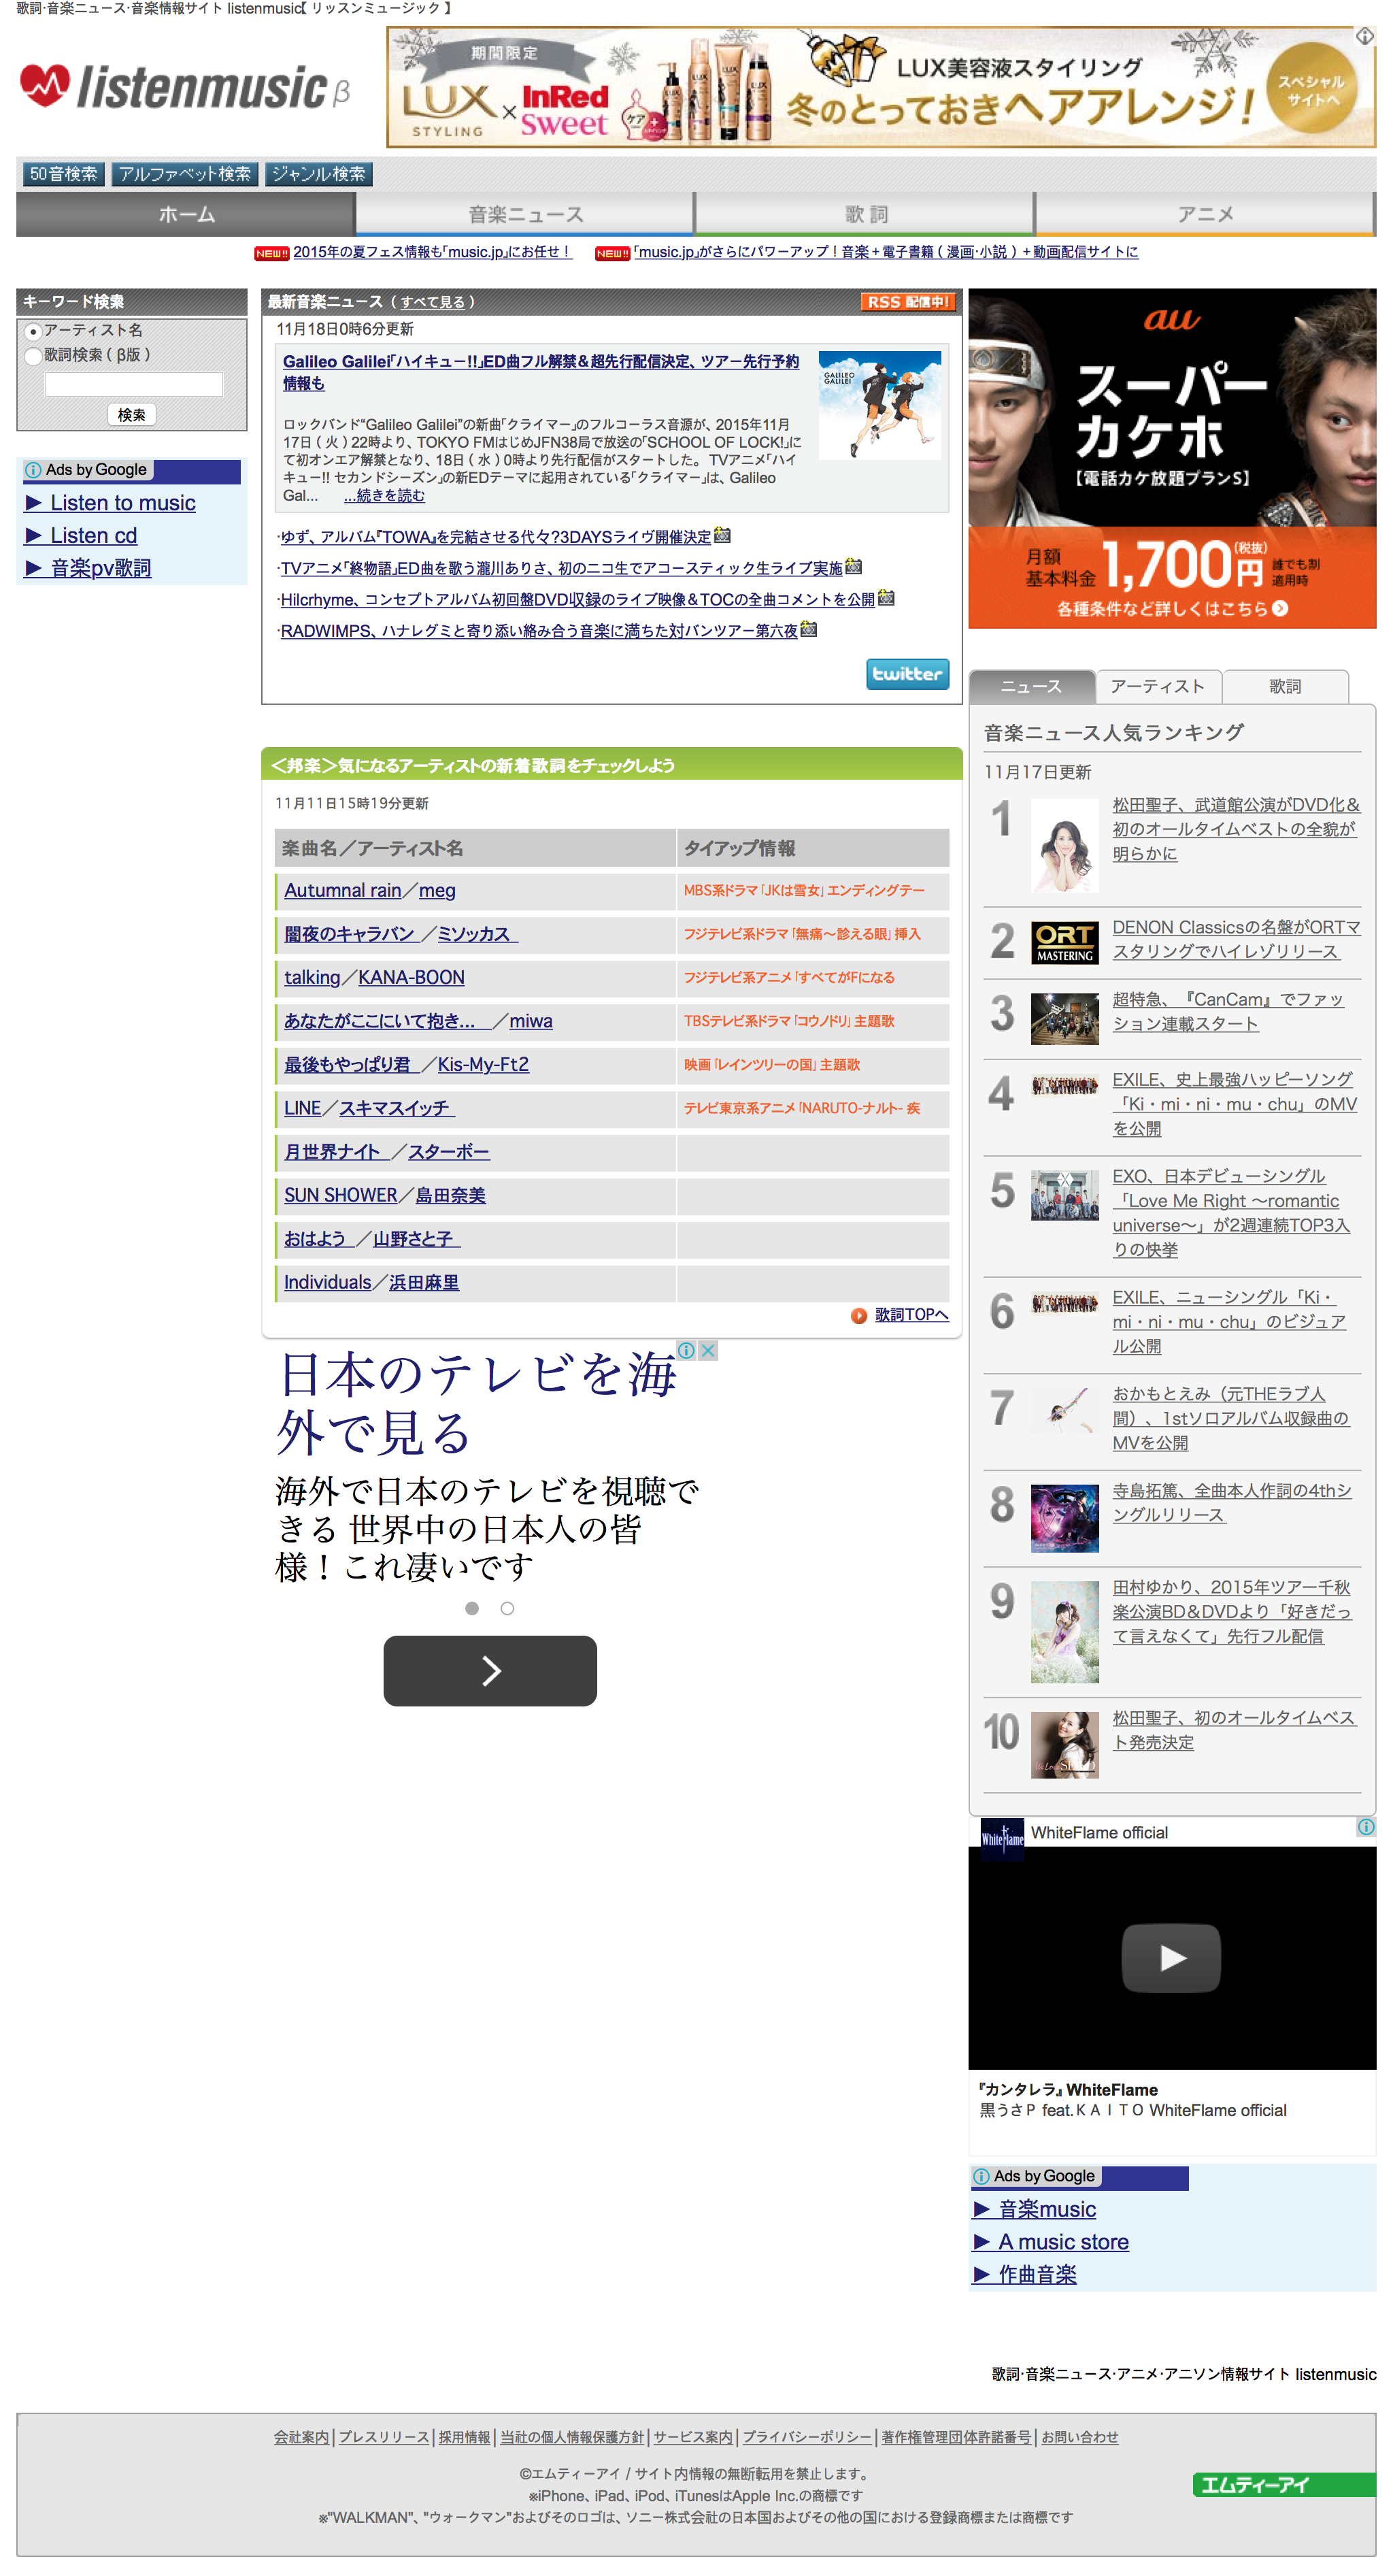 歌詞·音楽ニュース·音楽情報サイト listenmusic【 リッスンミュージック 】
listenmusic β
期間限定
LUX STYLING × InRed Sweet
ケア+スタイリング
LUX美容液スタイリング
冬のとっておきヘアアレンジ!
スペシャル
サイトへ
50音検索 アルファベット検索 ジャンル検索
ホーム 音楽ニュース 歌 詞 アニメ
NEW!! 2015年の夏フェス情報も「music.jp」にお任せ！ NEW!! 「music.jp」がさらにパワーアップ！音楽＋電子書籍（漫画·小説）＋動画配信サイトに
キーワード検索
アーティスト名
歌詞検索（β版）
検索
Ads by Google
► Listen to music
► Listen cd
► 音楽pv歌詞
最新音楽ニュース（すべて見る） RSS 配信中!
11月18日0時6分更新
Galileo Galilei「ハイキュー!!」ED曲フル解禁＆超先行配信決定、ツアー先行予約
情報も
GALILEO
GALILEI
ロックバンド“Galileo Galilei”の新曲「クライマー」のフルコーラス音源が、2015年11月
17日（火）22時より、TOKYO FMはじめJFN38局で放送の「SCHOOL OF LOCK!」に
て初オンエア解禁となり、18日（水）0時より先行配信がスタートした。 TVアニメ「ハイ
キュー!! セカンドシーズン」の新EDテーマに起用されている「クライマー」は、Galileo
Gal... ...続きを読む
·ゆず、アルバム『TOWA』を完結させる代々?3DAYSライヴ開催決定
·TVアニメ「終物語」ED曲を歌う瀧川ありさ、初のニコ生でアコースティック生ライブ実施
·Hilcrhyme、コンセプトアルバム初回盤DVD収録のライブ映像＆TOCの全曲コメントを公開
·RADWIMPS、ハナレグミと寄り添い絡み合う音楽に満ちた対バンツアー第六夜
twitter
＜邦楽＞気になるアーティストの新着歌詞をチェックしよう
11月11日15時19分更新
楽曲名／アーティスト名 タイアップ情報
Autumnal rain／meg MBS系ドラマ「JKは雪女」エンディングテー
闇夜のキャラバン ／ミソッカス フジテレビ系ドラマ「無痛〜診える眼」挿入
talking／KANA-BOON フジテレビ系アニメ「すべてがFになる
あなたがここにいて抱き... ／miwa TBSテレビ系ドラマ「コウノドリ」主題歌
最後もやっぱり君 ／Kis-My-Ft2 映画「レインツリーの国」主題歌
LINE／スキマスイッチ テレビ東京系アニメ「NARUTO-ナルト- 疾
月世界ナイト ／スターボー
SUN SHOWER／島田奈美
おはよう ／山野さと子
Individuals／浜田麻里
歌詞TOPへ
日本のテレビを海
外で見る
海外で日本のテレビを視聴で
きる 世界中の日本人の皆
様！これ凄いです
au
スーパー
カケホ
【電話カケ放題プランS】
月額
基本料金 1,700円 (税抜) 誰でも割
適用時
各種条件など詳しくはこちら
ニュース アーティスト 歌詞
音楽ニュース人気ランキング
11月17日更新
1 松田聖子、武道館公演がDVD化＆
初のオールタイムベストの全貌が
明らかに
2 ORT MASTERING DENON Classicsの名盤がORTマ
スタリングでハイレゾリリース
3 超特急、『CanCam』でファッ
ション連載スタート
4 EXILE、史上最強ハッピーソング
「Ki・mi・ni・mu・chu」のMV
を公開
5 EXO、日本デビューシングル
「Love Me Right 〜romantic
universe〜」が2週連続TOP3入
りの快挙
6 EXILE、ニューシングル「Ki・
mi・ni・mu・chu」のビジュア
ル公開
7 おかもとえみ（元THEラブ人
間）、1stソロアルバム収録曲の
MVを公開
8 寺島拓篤、全曲本人作詞の4thシ
ングルリリース
9 田村ゆかり、2015年ツアー千秋
楽公演BD＆DVDより「好きだっ
て言えなくて」先行フル配信
10 松田聖子、初のオールタイムベス
ト発売決定
WhiteFlame WhiteFlame official
『カンタレラ』 WhiteFlame
黒うさＰ feat.ＫＡＩＴＯ WhiteFlame official
Ads by Google
► 音楽music
► A music store
► 作曲音楽
歌詞·音楽ニュース·アニメ·アニソン情報サイト listenmusic
会社案内│プレスリリース│採用情報│当社の個人情報保護方針│サービス案内│プライバシーポリシー│著作権管理団体許諾番号│お問い合わせ
©エムティーアイ / サイト内情報の無断転用を禁止します。
※iPhone、iPad、iPod、iTunesはApple Inc.の商標です
※"WALKMAN"、"ウォークマン"およびそのロゴは、ソニー株式会社の日本国およびその他の国における登録商標または商標です
エムティーアイ